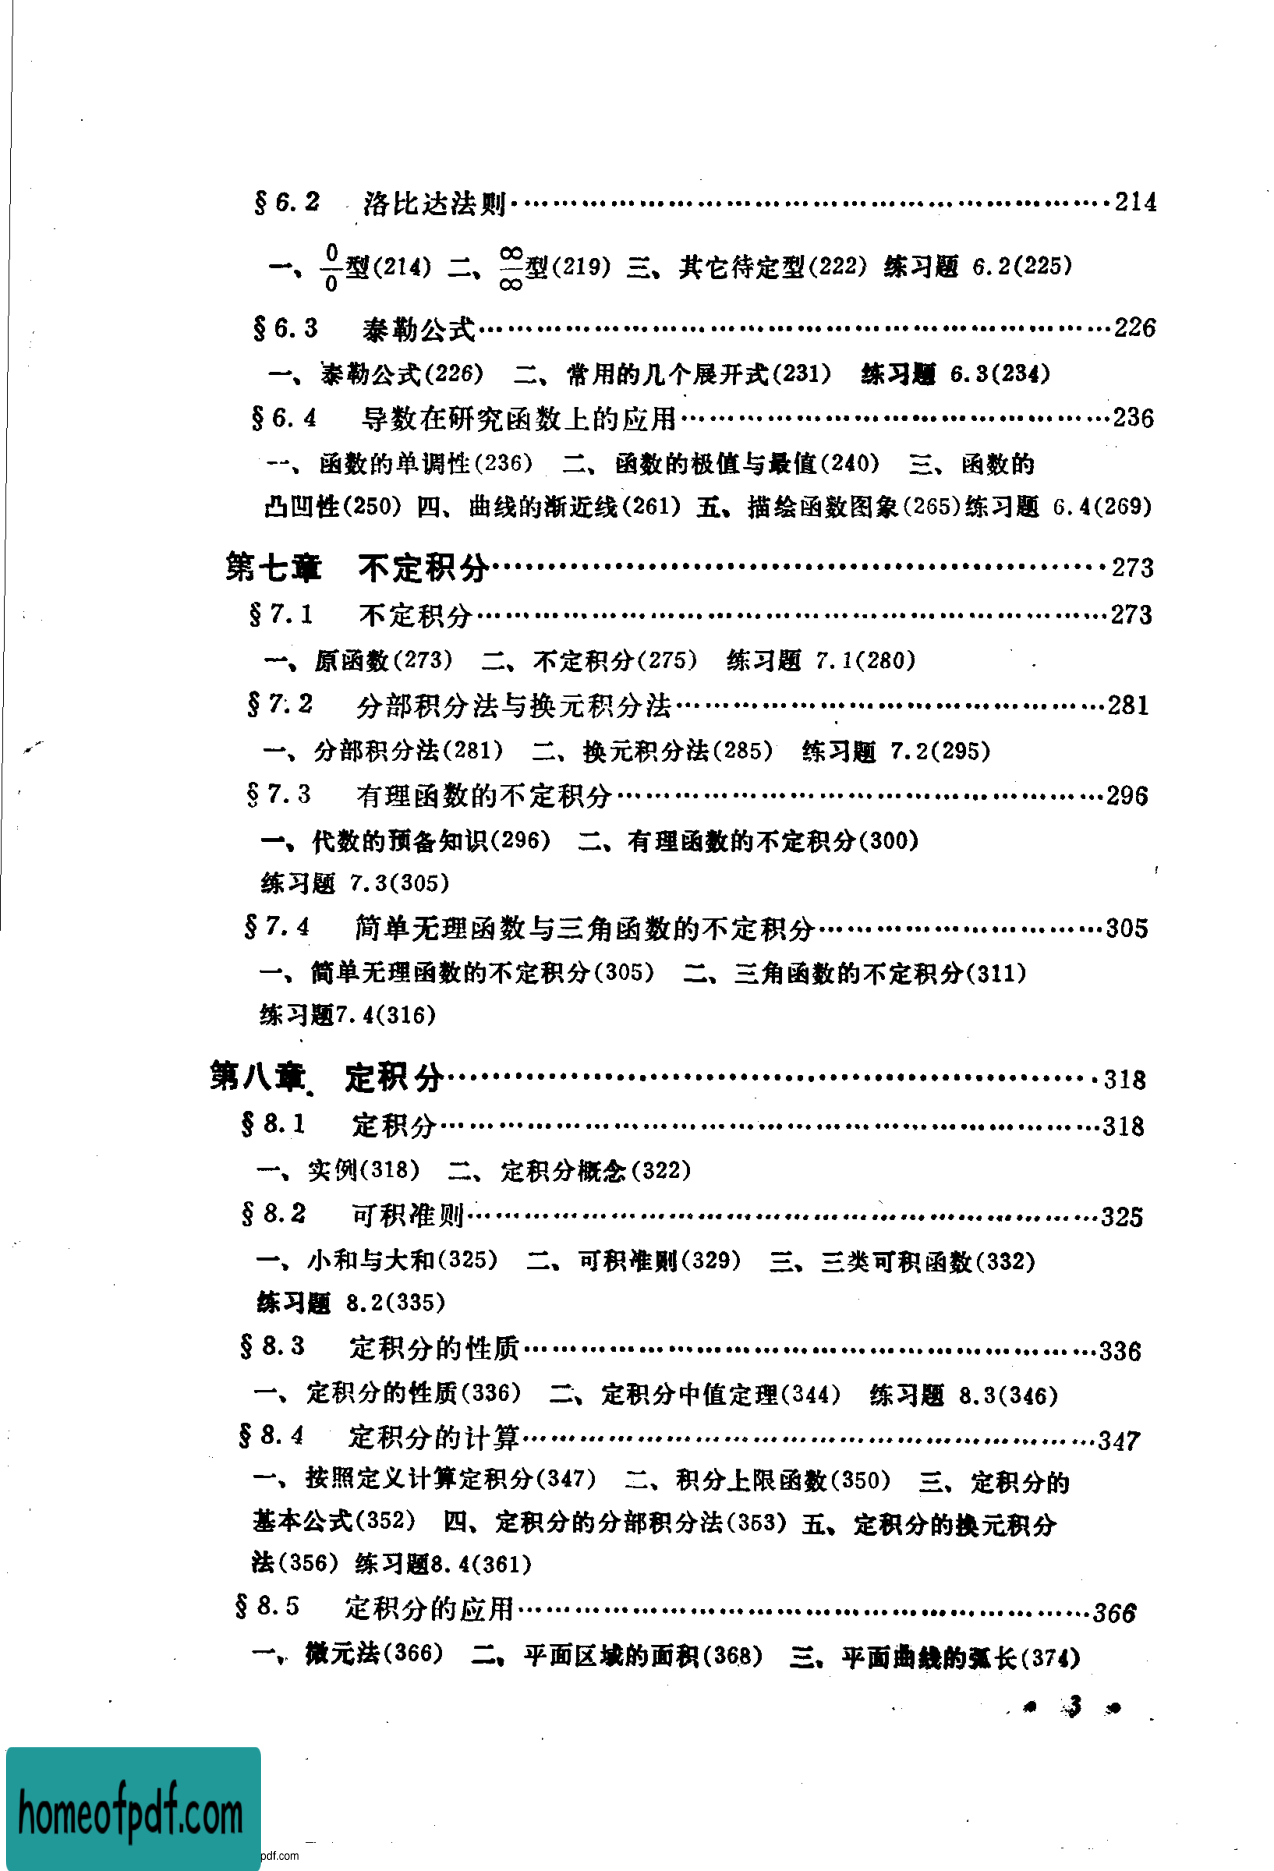 §6.2 洛比达法则……………………………………………………214
一、0/0型(214) 二、∞/∞型(219) 三、其它待定型(222) 练习题 6.2(225)
§6.3 泰勒公式………………………………………………………226
一、泰勒公式(226) 二、常用的几个展开式(231) 练习题 6.3(234)
§6.4 导数在研究函数上的应用……………………………………236
一、函数的单调性(236) 二、函数的极值与最值(240) 三、函数的
凸凹性(250) 四、曲线的渐近线(261) 五、描绘函数图象(265)练习题 6.4(269)
第七章 不定积分……………………………………………………273
§7.1 不定积分………………………………………………………273
一、原函数(273) 二、不定积分(275) 练习题 7.1(280)
§7.2 分部积分法与换元积分法……………………………………281
一、分部积分法(281) 二、换元积分法(285) 练习题 7.2(295)
§7.3 有理函数的不定积分…………………………………………296
一、代数的预备知识(296) 二、有理函数的不定积分(300)
练习题 7.3(305)
§7.4 简单无理函数与三角函数的不定积分………………………305
一、简单无理函数的不定积分(305) 二、三角函数的不定积分(311)
练习题7.4(316)
第八章 定积分………………………………………………………318
§8.1 定积分…………………………………………………………318
一、实例(318) 二、定积分概念(322)
§8.2 可积准则………………………………………………………325
一、小和与大和(325) 二、可积准则(329) 三、三类可积函数(332)
练习题 8.2(335)
§8.3 定积分的性质…………………………………………………336
一、定积分的性质(336) 二、定积分中值定理(344) 练习题 8.3(346)
§8.4 定积分的计算…………………………………………………347
一、按照定义计算定积分(347) 二、积分上限函数(350) 三、定积分的
基本公式(352) 四、定积分的分部积分法(353) 五、定积分的换元积分
法(356) 练习题8.4(361)
§8.5 定积分的应用…………………………………………………366
一、微元法(366) 二、平面区域的面积(368) 三、平面曲线的弧长(374)
• 3 •
homeofpdf.com
pdf.com